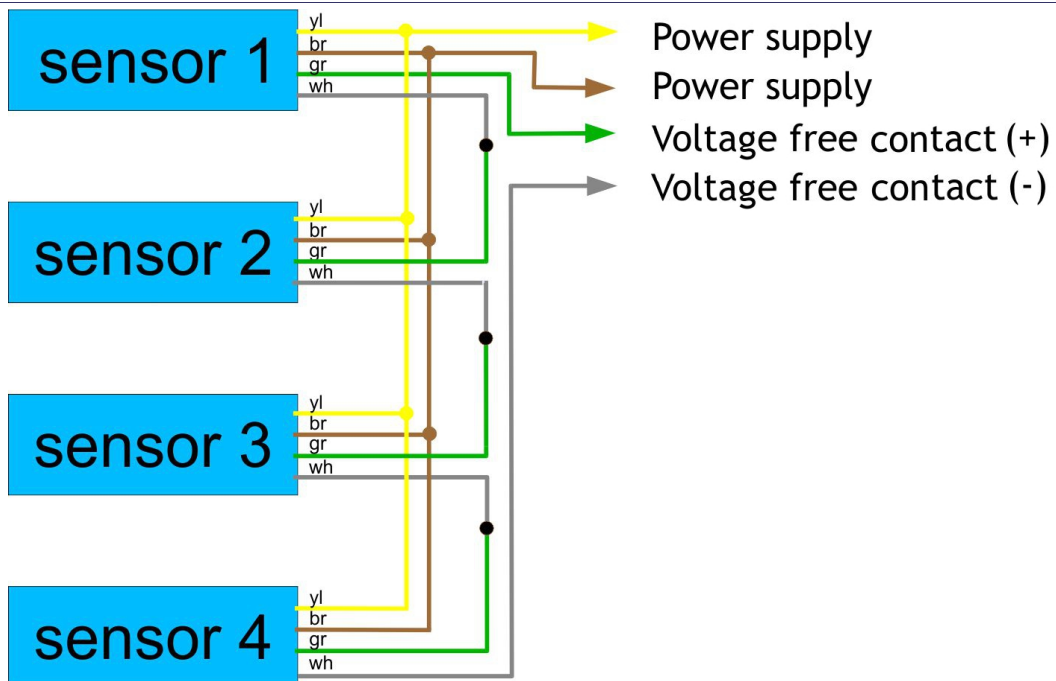 sensor 1
yl
br
gr
wh
Power supply
Power supply
Voltage free contact (+)
Voltage free contact (-)
sensor 2
yl
br
gr
wh
sensor 3
yl
br
gr
wh
sensor 4
yl
br
gr
wh